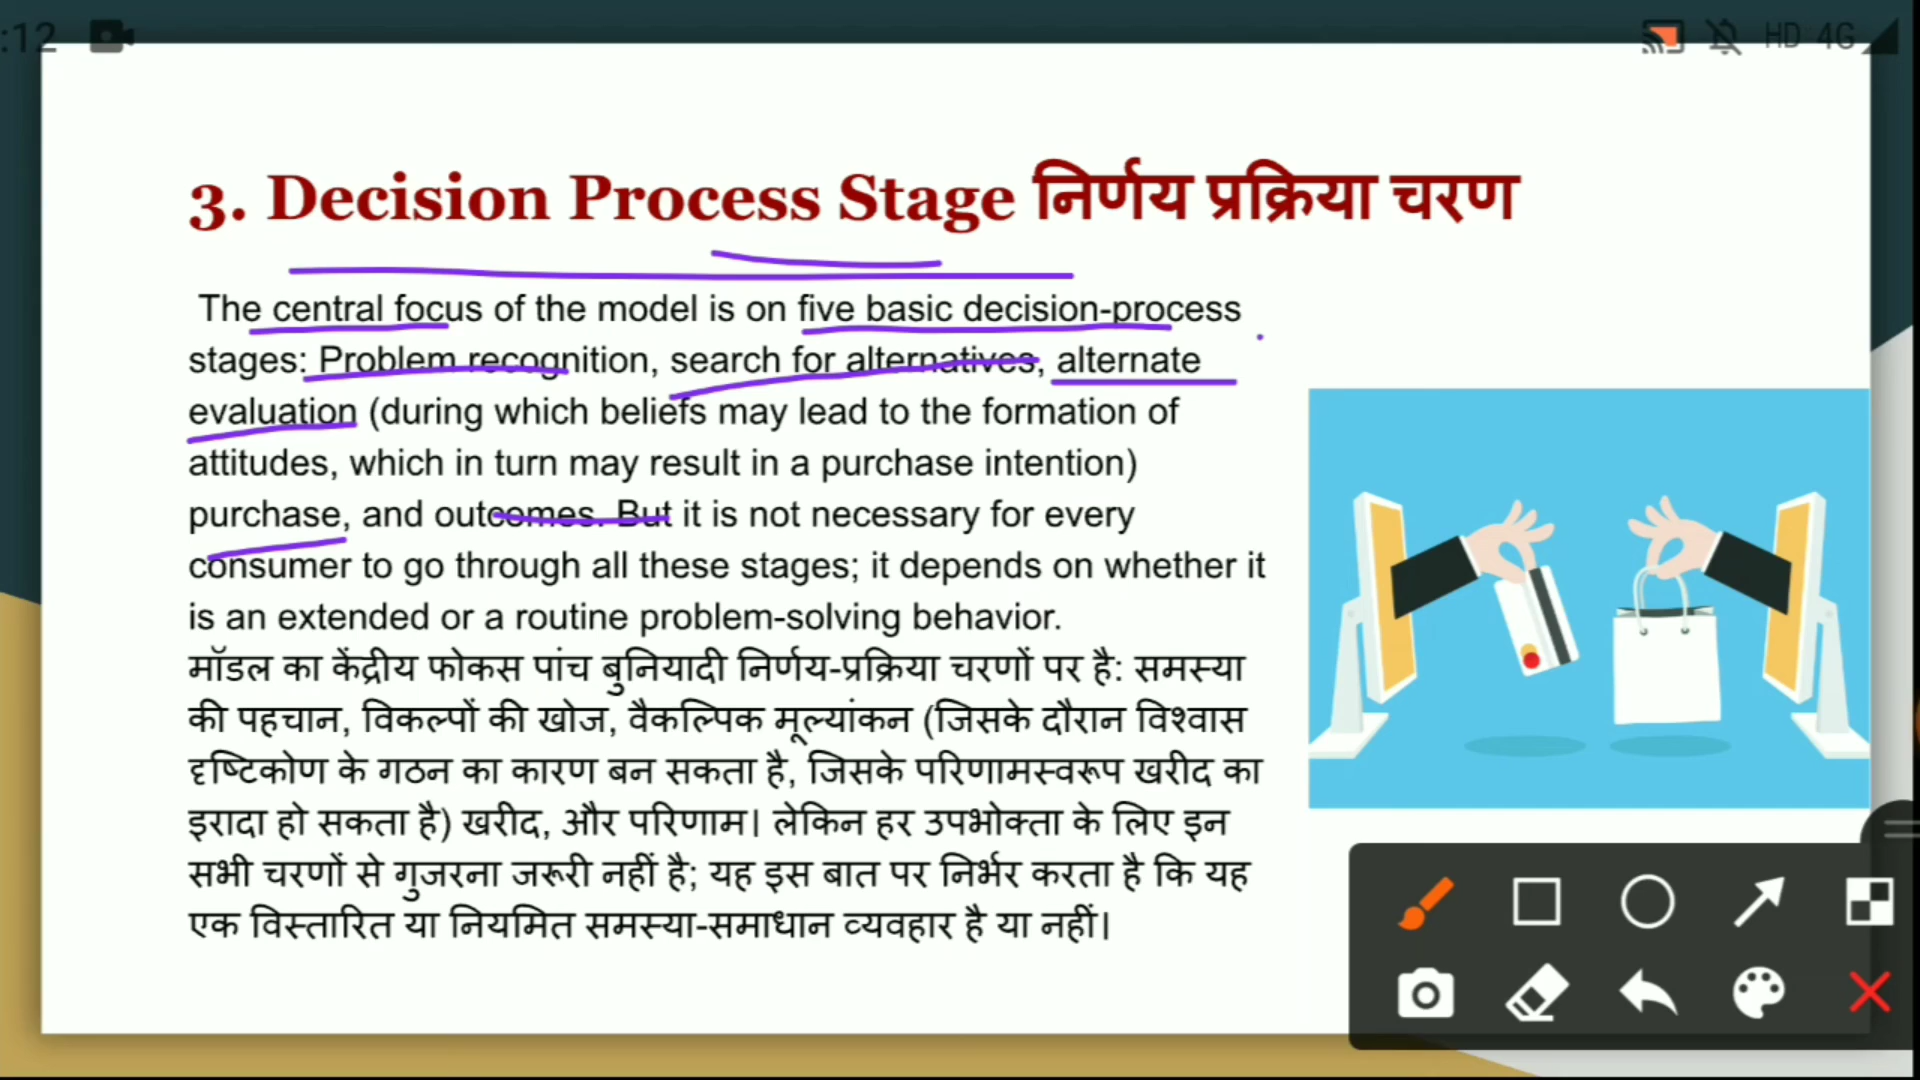 :12
HD 4G
3. Decision Process Stage निर्णय प्रक्रिया चरण
The central focus of the model is on five basic decision-process
stages: Problem recognition, search for alternatives, alternate
evaluation (during which beliefs may lead to the formation of
attitudes, which in turn may result in a purchase intention)
purchase, and outcomes. But it is not necessary for every
consumer to go through all these stages; it depends on whether it
is an extended or a routine problem-solving behavior.
मॉडल का केंद्रीय फोकस पांच बुनियादी निर्णय-प्रक्रिया चरणों पर है: समस्या
की पहचान, विकल्पों की खोज, वैकल्पिक मूल्यांकन (जिसके दौरान विश्वास
दृष्टिकोण के गठन का कारण बन सकता है, जिसके परिणामस्वरूप खरीद का
इरादा हो सकता है) खरीद, और परिणाम। लेकिन हर उपभोक्ता के लिए इन
सभी चरणों से गुजरना जरूरी नहीं है; यह इस बात पर निर्भर करता है कि यह
एक विस्तारित या नियमित समस्या-समाधान व्यवहार है या नहीं।